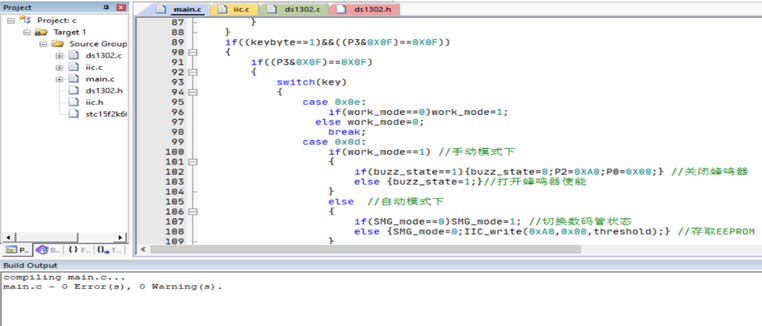 Project
Project: c
Target 1
Source Group
ds1302.c
iic.c
main.c
ds1302.h
iic.h
stc15f2k6
P...
B...
{} F...
T...
main.c
iic.c
ds1302.c
ds1302.h
87 }
88 }
89 if((keybyte==1)&&((P3&0X0F)==0X0F))
90 {
91 if((P3&0X0F)==0X0F)
92 {
93 switch(key)
94 {
95 case 0x0e:
96 if(work_mode==0)work_mode=1;
97 else work_mode=0;
98 break;
99 case 0x0d:
100 if(work_mode==1) //手动模式下
101 {
102 if(buzz_state==1){buzz_state=0;P2=0XA0;P0=0X00;} //关闭蜂鸣器
103 else {buzz_state=1;}//打开蜂鸣器使能
104 }
105 else //自动模式下
106 {
107 if(SMG_mode==0)SMG_mode=1; //切换数码管状态
108 else {SMG_mode=0;IIC_write(0xA0,0x00,threshold);} //存取EEPROM
109 }
Build Output
compiling main.c...
main.c - 0 Error(s), 0 Warning(s).